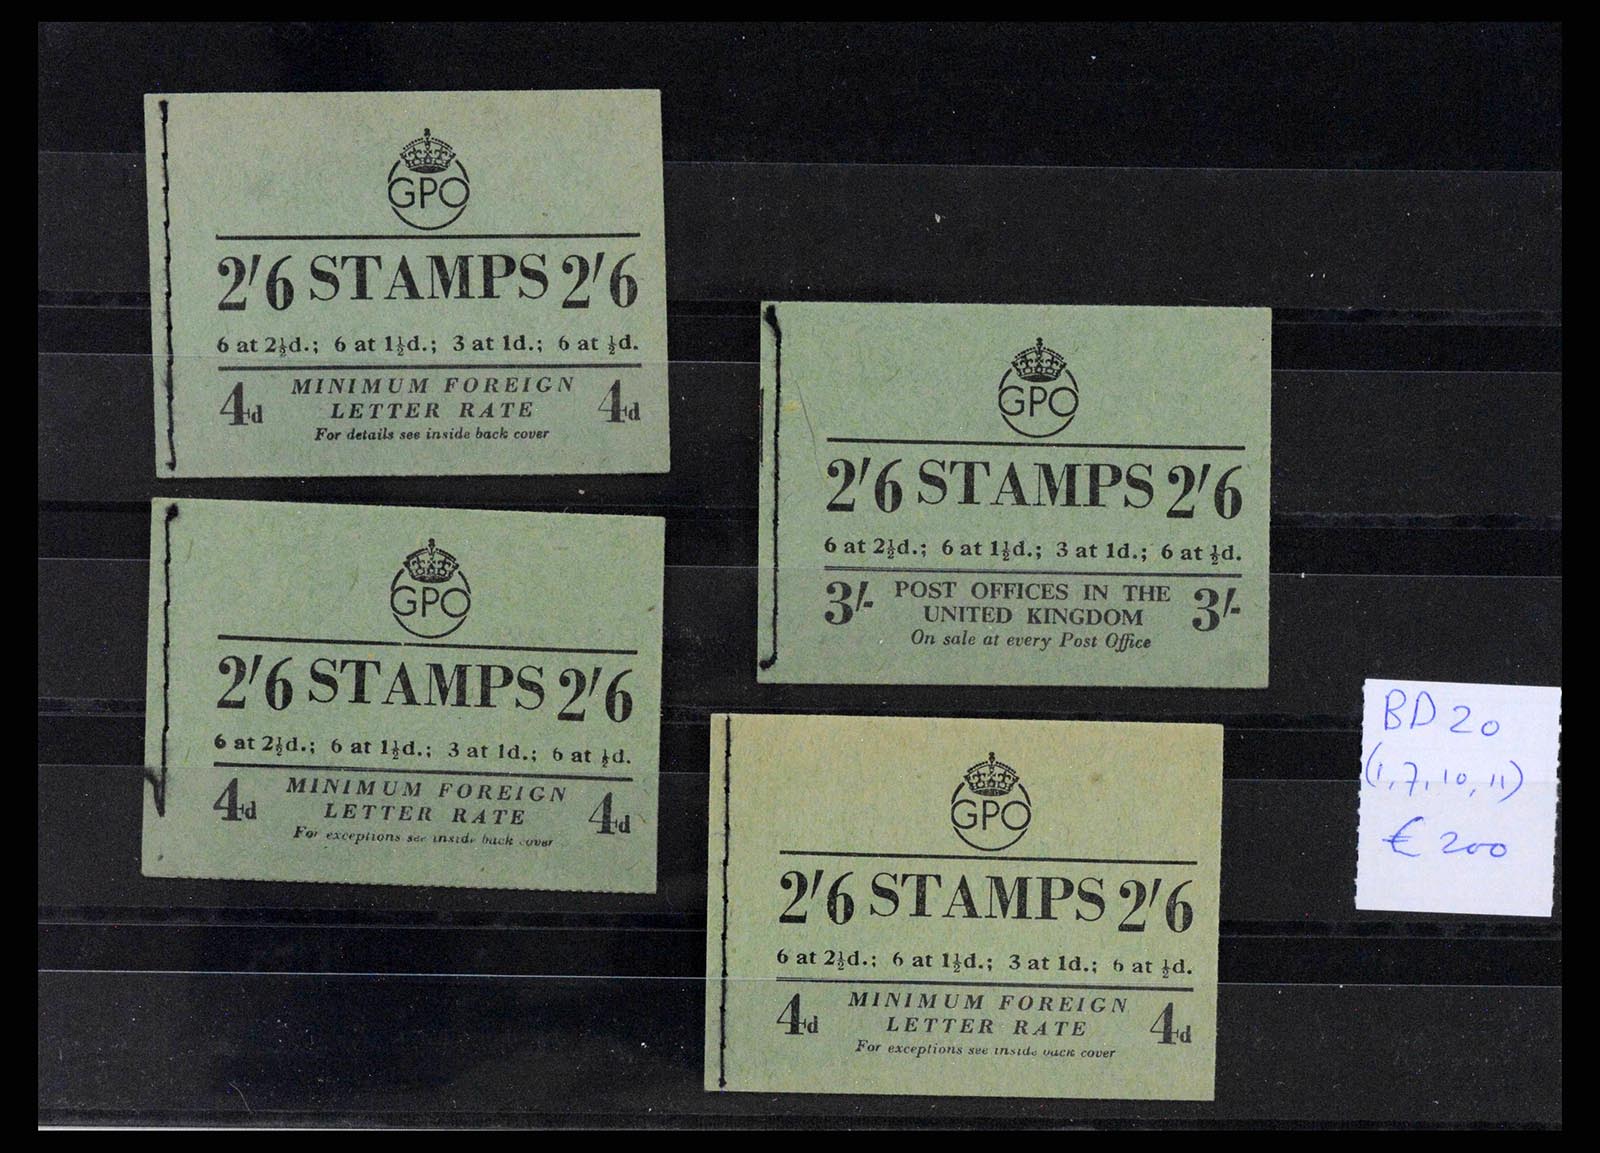 GPO
2'6 STAMPS 2'6
6 at 2½d.; 6 at 1½d.; 3 at 1d.; 6 at ½d.
4d MINIMUM FOREIGN 4d
LETTER RATE
For details see inside back cover
GPO
2'6 STAMPS 2'6
6 at 2½d.; 6 at 1½d.; 3 at 1d.; 6 at ½d.
4d MINIMUM FOREIGN 4d
LETTER RATE
For exceptions see inside back cover
GPO
2'6 STAMPS 2'6
6 at 2½d.; 6 at 1½d.; 3 at 1d.; 6 at ½d.
3/- POST OFFICES IN THE 3/-
UNITED KINGDOM
On sale at every Post Office
GPO
2'6 STAMPS 2'6
6 at 2½d.; 6 at 1½d.; 3 at 1d.; 6 at ½d.
4d MINIMUM FOREIGN 4d
LETTER RATE
For exceptions see inside back cover
BD 20
(1, 7, 10, 11)
€ 200